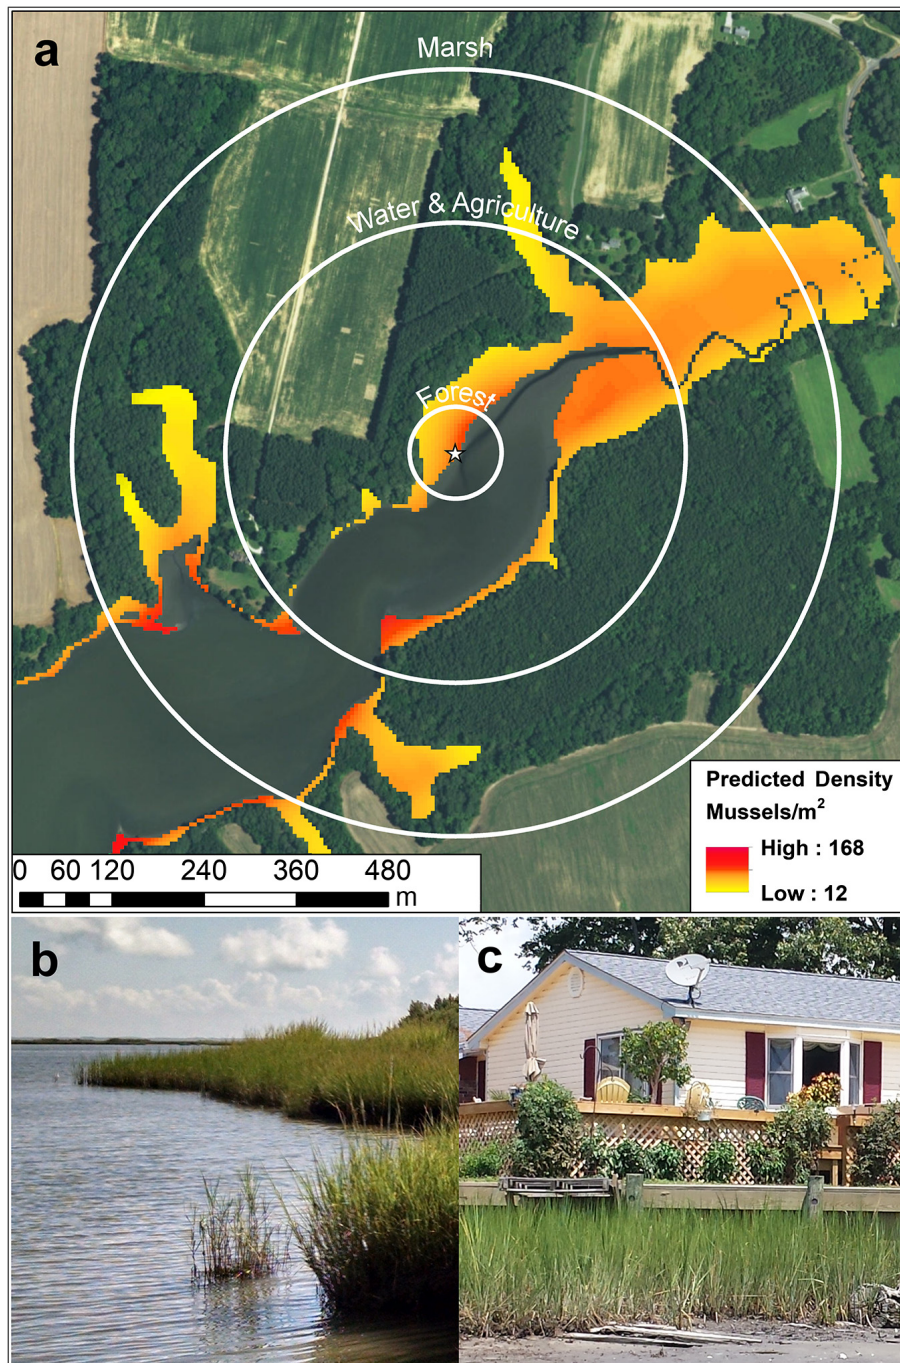 a
Marsh
Water & Agriculture
Forest
Predicted Density
Mussels/m²
High : 168
Low : 12
0 60 120 240 360 480
m
b
c